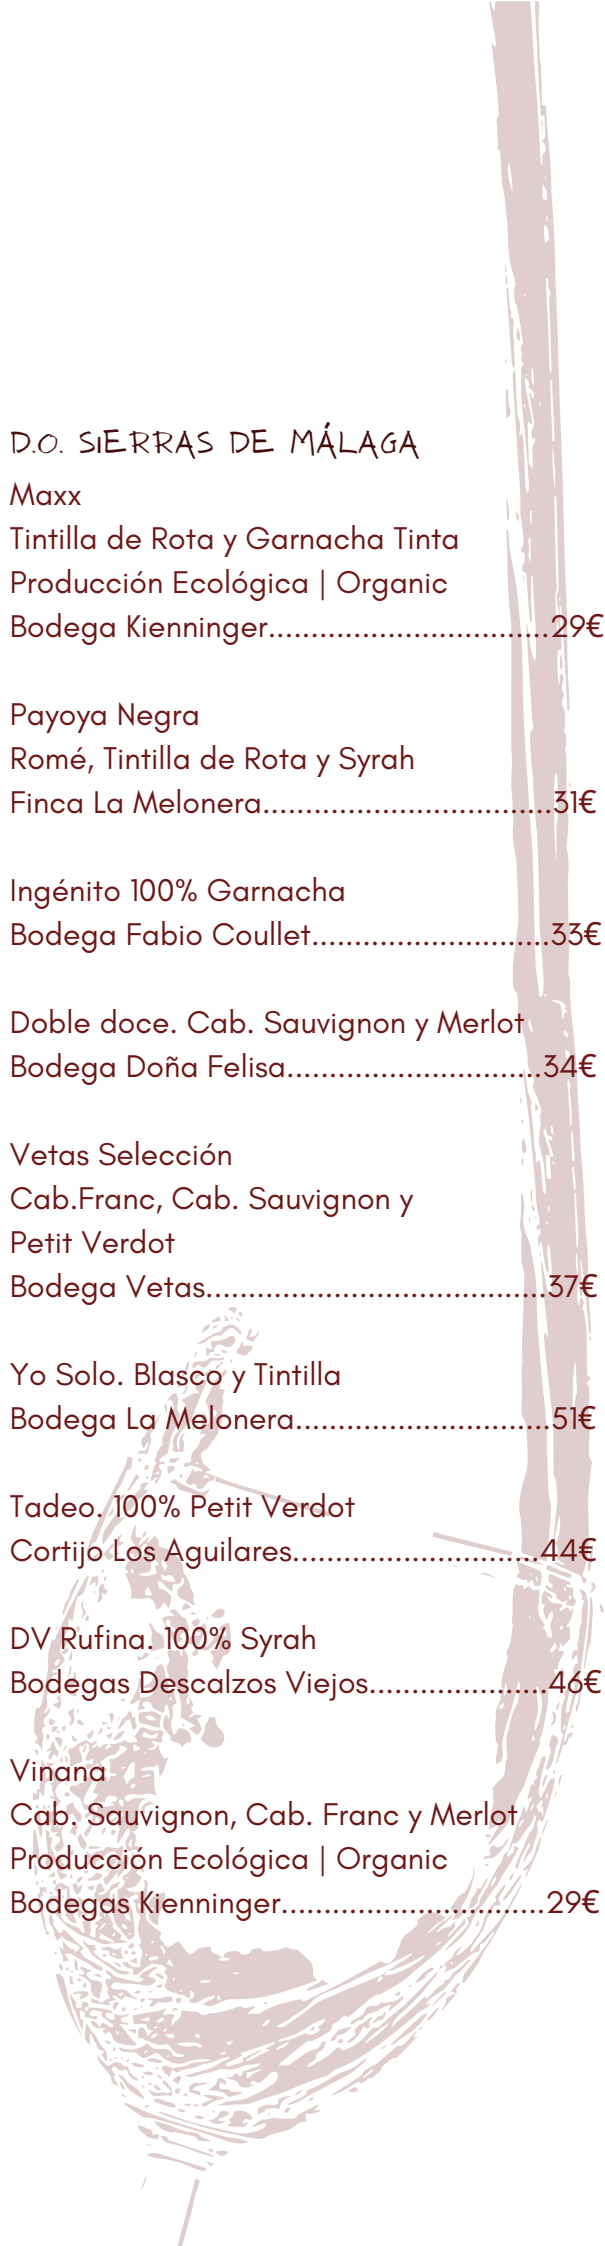 D.O. SIERRAS DE MÁLAGA
Maxx
Tintilla de Rota y Garnacha Tinta
Producción Ecológica | Organic
Bodega Kienninger.................................29€
Payoya Negra
Romé, Tintilla de Rota y Syrah
Finca La Melonera..................................31€
Ingénito 100% Garnacha
Bodega Fabio Coullet............................33€
Doble doce. Cab. Sauvignon y Merlot
Bodega Doña Felisa..............................34€
Vetas Selección
Cab.Franc, Cab. Sauvignon y
Petit Verdot
Bodega Vetas........................................37€
Yo Solo. Blasco y Tintilla
Bodega La Melonera..............................51€
Tadeo. 100% Petit Verdot
Cortijo Los Aguilares.............................44€
DV Rufina. 100% Syrah
Bodegas Descalzos Viejos.....................46€
Vinana
Cab. Sauvignon, Cab. Franc y Merlot
Producción Ecológica | Organic
Bodegas Kienninger...............................29€